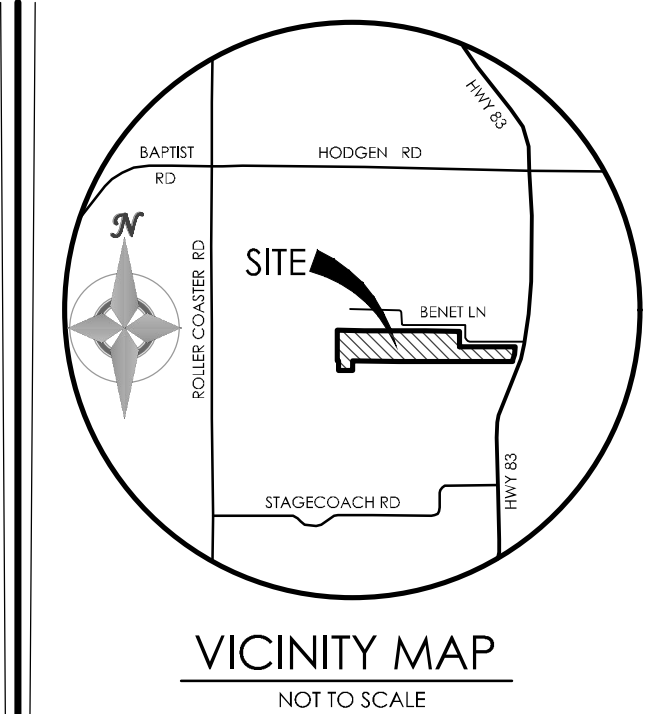 HWY 83
BAPTIST
RD
HODGEN RD
N
ROLLER COASTER RD
SITE
BENET LN
STAGECOACH RD
HWY 83
VICINITY MAP
NOT TO SCALE